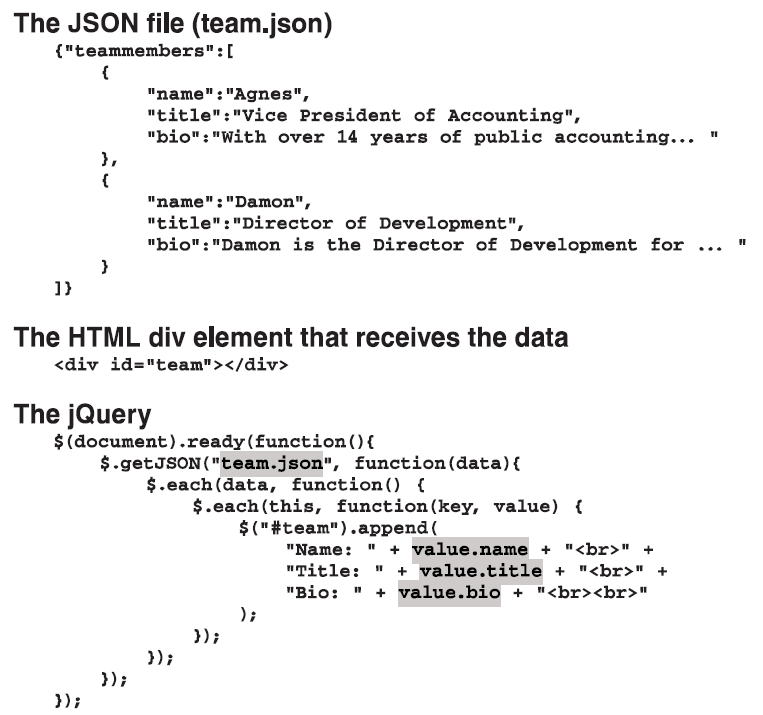 The JSON file (team.json)
{"teammembers":[
{
"name":"Agnes",
"title":"Vice President of Accounting",
"bio":"With over 14 years of public accounting... "
},
{
"name":"Damon",
"title":"Director of Development",
"bio":"Damon is the Director of Development for ... "
}
]}
The HTML div element that receives the data
<div id="team"></div>
The jQuery
$(document).ready(function(){
$.getJSON("team.json", function(data){
$.each(data, function() {
$.each(this, function(key, value) {
$("#team").append(
"Name: " + value.name + "<br>" +
"Title: " + value.title + "<br>" +
"Bio: " + value.bio + "<br><br>"
);
});
});
});
});